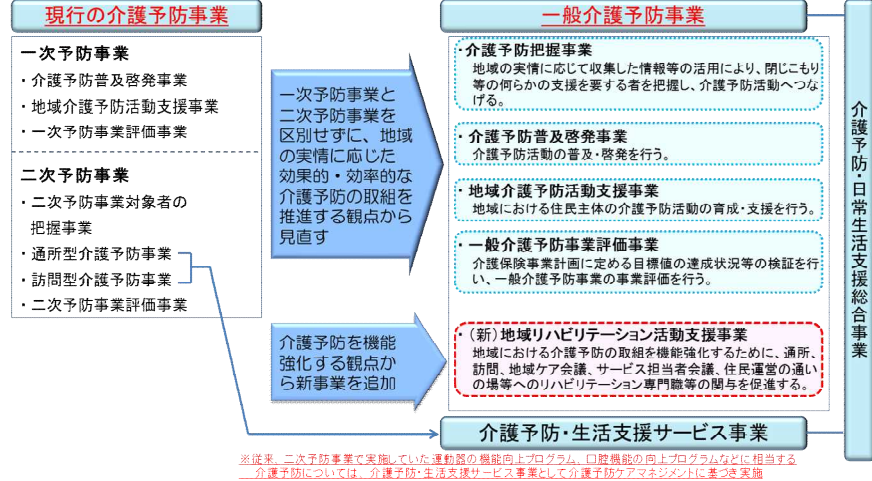 現行の介護予防事業
一次予防事業
・介護予防普及啓発事業
・地域介護予防活動支援事業
・一次予防事業評価事業
二次予防事業
・二次予防事業対象者の
把握事業
・通所型介護予防事業
・訪問型介護予防事業
・二次予防事業評価事業
一次予防事業と
二次予防事業を
区別せずに、地域
の実情に応じた
効果的・効率的な
介護予防の取組を
推進する観点から
見直す
介護予防を機能
強化する観点か
ら新事業を追加
一般介護予防事業
・介護予防把握事業
地域の実情に応じて収集した情報等の活用により、閉じこもり
等の何らかの支援を要する者を把握し、介護予防活動へつな
げる。
・介護予防普及啓発事業
介護予防活動の普及・啓発を行う。
・地域介護予防活動支援事業
地域における住民主体の介護予防活動の育成・支援を行う。
・一般介護予防事業評価事業
介護保険事業計画に定める目標値の達成状況等の検証を行
い、一般介護予防事業の事業評価を行う。
・（新）地域リハビリテーション活動支援事業
地域における介護予防の取組を機能強化するために、通所、
訪問、地域ケア会議、サービス担当者会議、住民運営の通い
の場等へのリハビリテーション専門職等の関与を促進する。
介護予防・生活支援サービス事業
介護予防・日常生活支援総合事業
※従来、二次予防事業で実施していた運動器の機能向上プログラム、口腔機能の向上プログラムなどに相当する
介護予防については、介護予防・生活支援サービス事業として介護予防ケアマネジメントに基づき実施